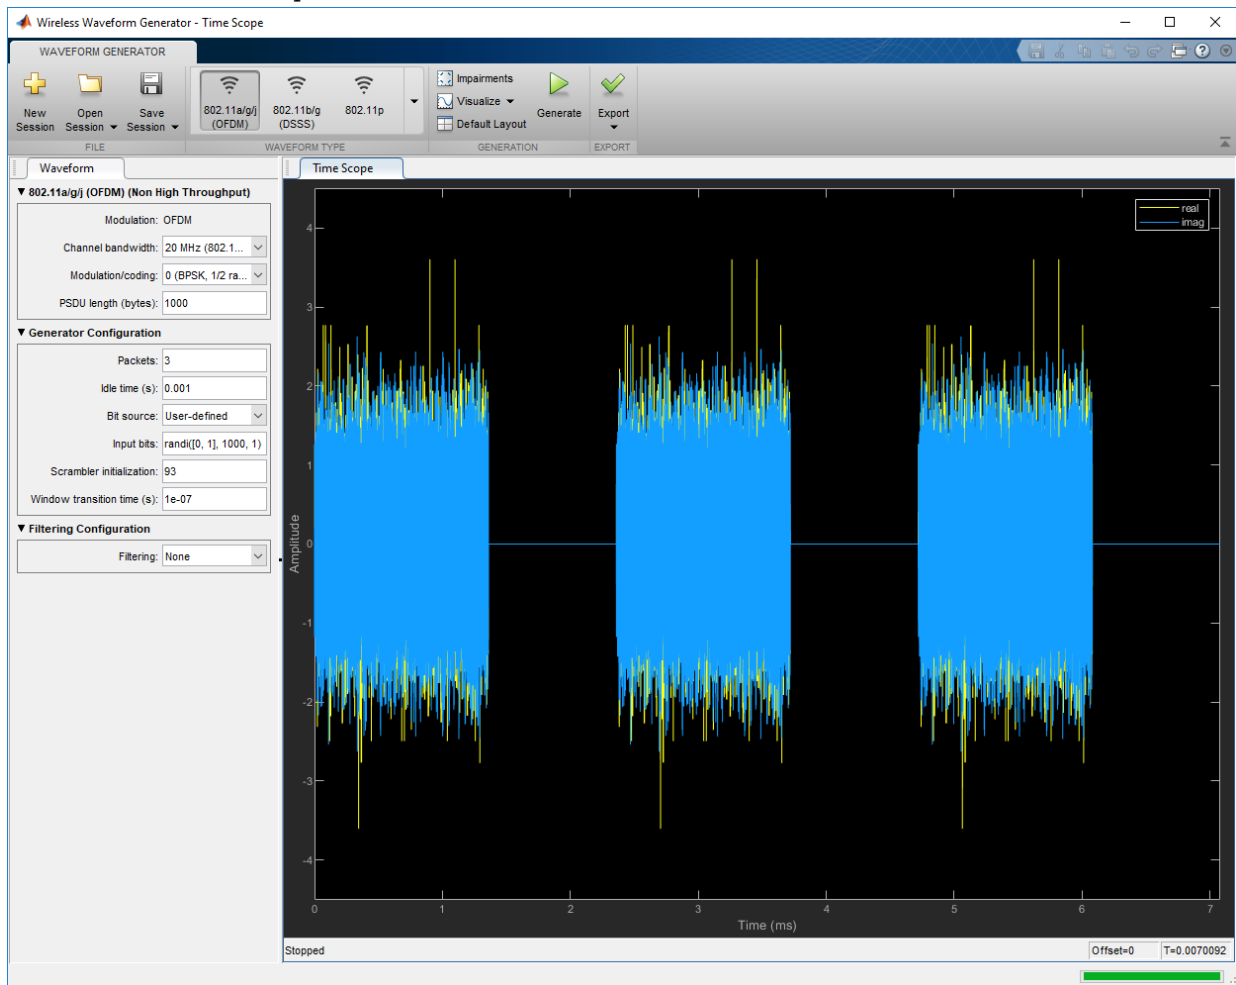 Wireless Waveform Generator - Time Scope
WAVEFORM GENERATOR
New Session
Open Session
Save Session
FILE
802.11a/g/j (OFDM)
802.11b/g (DSSS)
802.11p
WAVEFORM TYPE
Impairments
Visualize
Default Layout
Generate
GENERATION
Export
EXPORT
Waveform
802.11a/g/j (OFDM) (Non High Throughput)
Modulation: OFDM
Channel bandwidth: 20 MHz (802.1...
Modulation/coding: 0 (BPSK, 1/2 ra...
PSDU length (bytes): 1000
Generator Configuration
Packets: 3
Idle time (s): 0.001
Bit source: User-defined
Input bits: randi([0, 1], 1000, 1)
Scrambler initialization: 93
Window transition time (s): 1e-07
Filtering Configuration
Filtering: None
Time Scope
real
imag
4
3
2
1
0
-1
-2
-3
-4
Amplitude
0 1 2 3 4 5 6 7
Time (ms)
Stopped
Offset=0 T=0.0070092